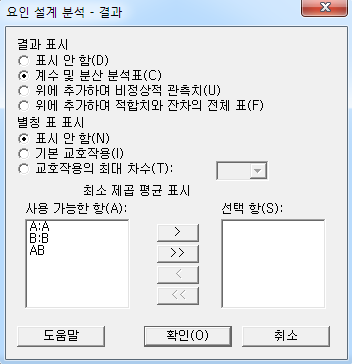 요인 설계 분석 - 결과
결과 표시
표시 안 함(D)
계수 및 분산 분석표(C)
위에 추가하며 비정상적 관측치(U)
위에 추가하며 적합치와 잔차의 전체 표(F)
별칭 표 표시
표시 안 함(N)
기본 교호작용(I)
교호작용의 최대 차수(T):
최소 제곱 평균 표시
사용 가능한 항(A):
선택 항(S):
A:A
B:B
AB
>
>>
<
<<
도움말
확인(O)
취소